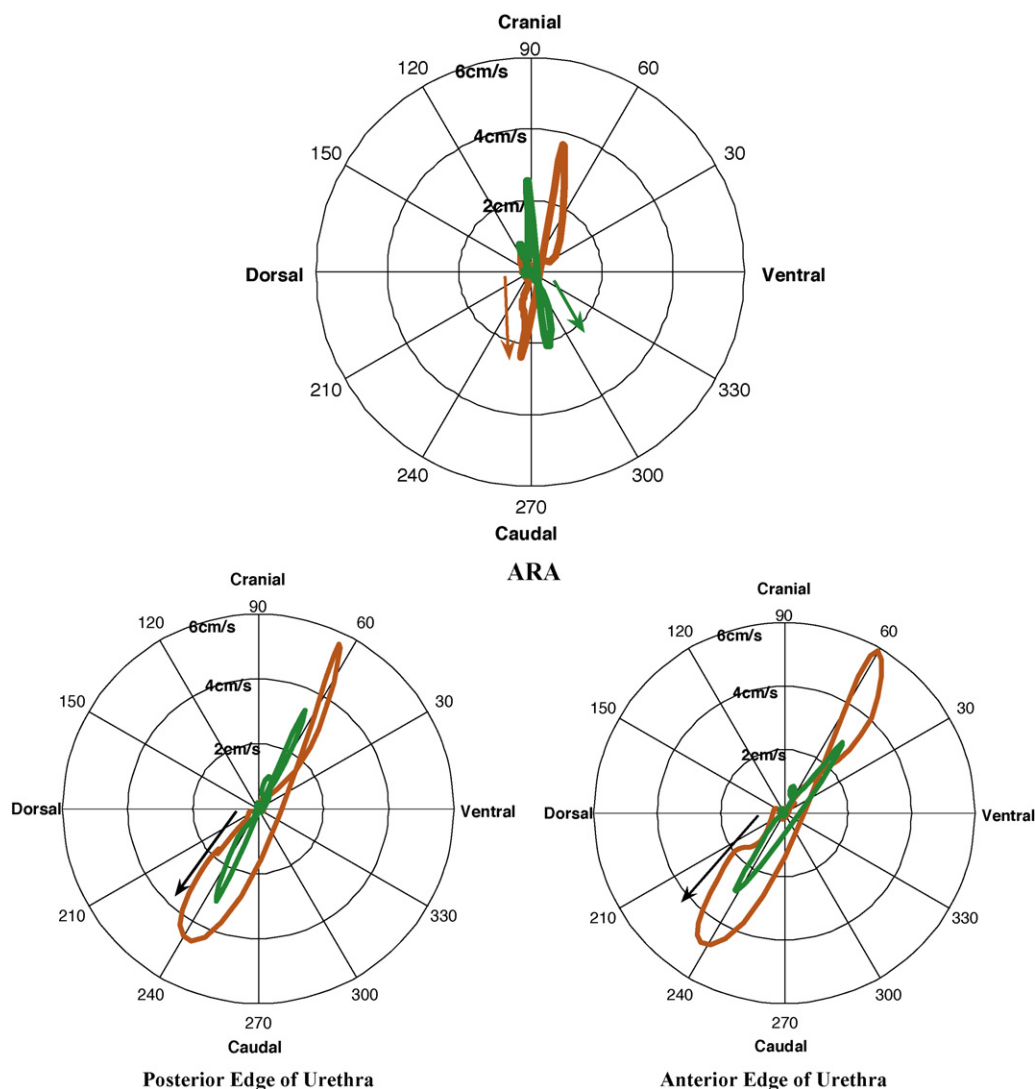 Cranial
90
120 6cm/s 60
4cm/s
150 30
2cm/
Dorsal Ventral
210 330
240 300
270
Caudal
ARA
Cranial
90
120 6cm/s 60
4cm/s
150 30
2cm/s
Dorsal Ventral
210 330
240 300
270
Caudal
Posterior Edge of Urethra
Cranial
90
120 6cm/s 60
4cm/s
150 30
2cm/s
Dorsal Ventral
210 330
240 300
270
Caudal
Anterior Edge of Urethra